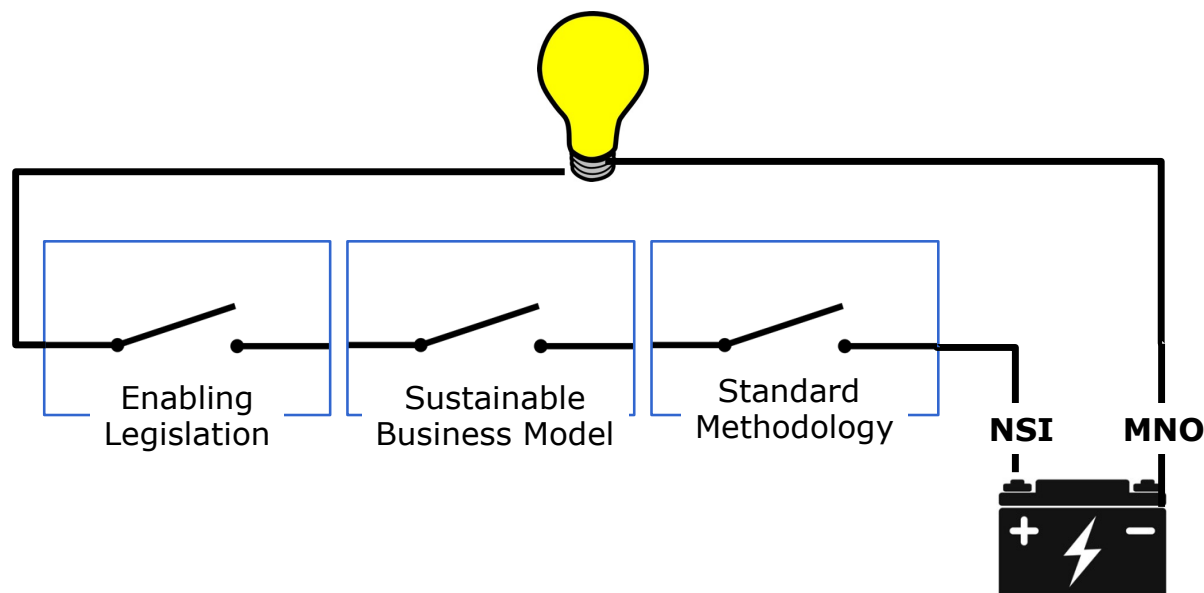 Enabling
Legislation
Sustainable
Business Model
Standard
Methodology
NSI
MNO
+
−